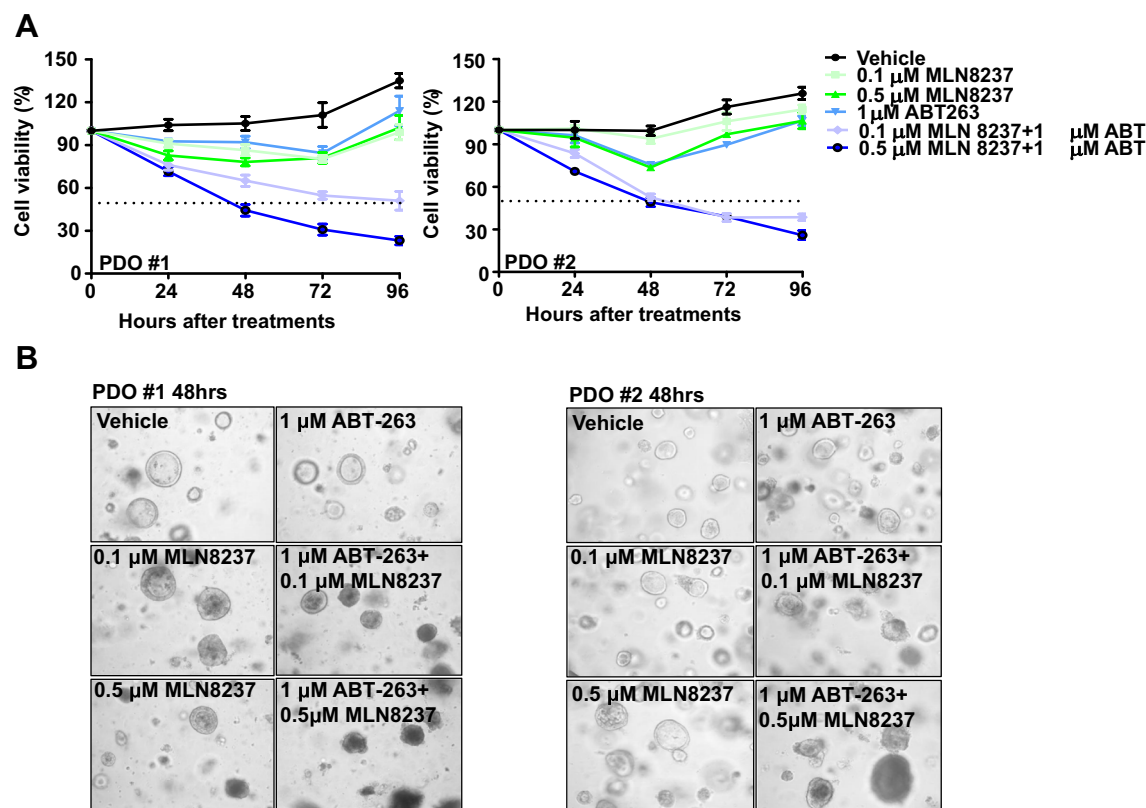 A
150
120
90
60
30
0
Cell viability (%)
PDO #1
0 24 48 72 96
Hours after treatments
150
120
90
60
30
0
Cell viability (%)
PDO #2
0 24 48 72 96
Hours after treatments
Vehicle
0.1 μM MLN8237
0.5 μM MLN8237
1μM ABT263
0.1 μM MLN 8237+1 μM ABT
0.5 μM MLN 8237+1 μM ABT
B
PDO #1 48hrs
Vehicle
1 μM ABT-263
0.1 μM MLN8237
1 μM ABT-263+
0.1 μM MLN8237
0.5 μM MLN8237
1 μM ABT-263+
0.5μM MLN8237
PDO #2 48hrs
Vehicle
1 μM ABT-263
0.1 μM MLN8237
1 μM ABT-263+
0.1 μM MLN8237
0.5 μM MLN8237
1 μM ABT-263+
0.5μM MLN8237